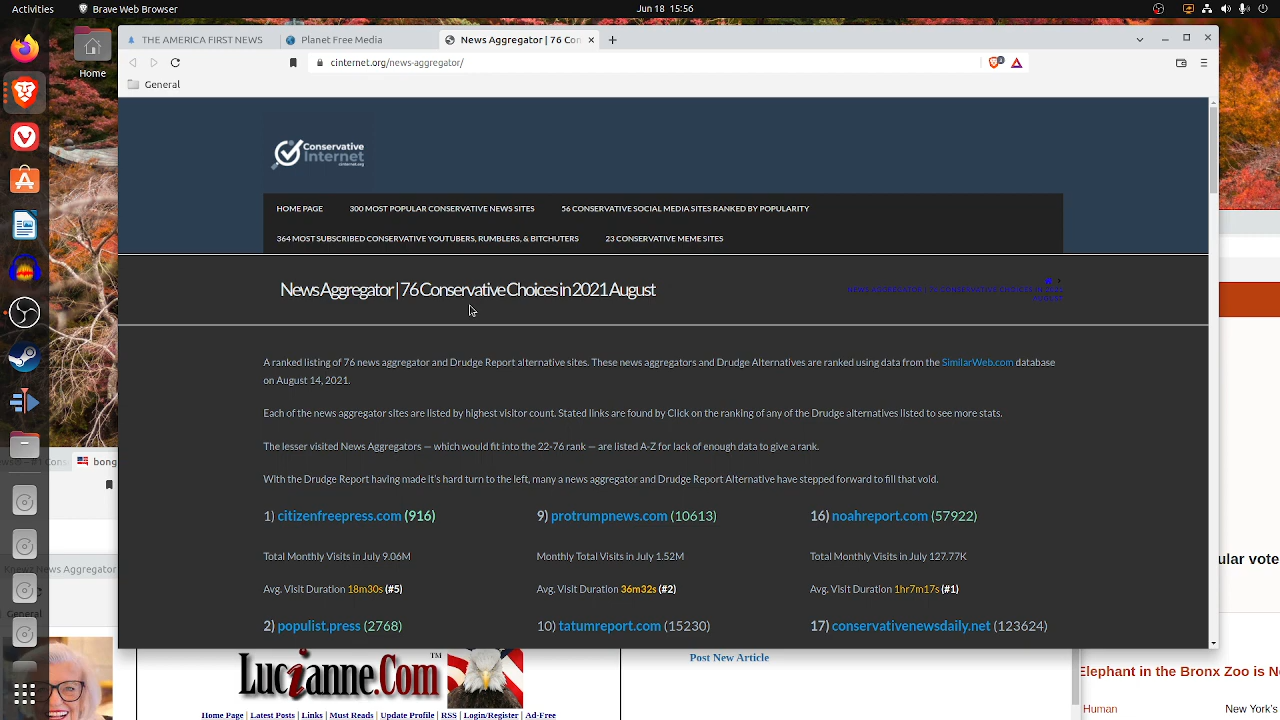 Activities
Brave Web Browser
Jun 18 15:56
THE AMERICA FIRST NEWS
Planet Free Media
News Aggregator | 76 Con
Home
cinternet.org/news-aggregator/
General
Conservative
Internet
cinternet.org
HOME PAGE
300 MOST POPULAR CONSERVATIVE NEWS SITES
56 CONSERVATIVE SOCIAL MEDIA SITES RANKED BY POPULARITY
364 MOST SUBSCRIBED CONSERVATIVE YOUTUBERS, RUMBLERS, & BITCHUTERS
23 CONSERVATIVE MEME SITES
News Aggregator | 76 Conservative Choices in 2021 August
NEWS AGGREGATOR | 76 CONSERVATIVE CHOICES IN 2021
AUGUST
A ranked listing of 76 news aggregator and Drudge Report alternative sites. These news aggregators and Drudge Alternatives are ranked using data from the SimilarWeb.com database
on August 14, 2021.
Each of the news aggregator sites are listed by highest visitor count. Stated links are found by Click on the ranking of any of the Drudge alternatives listed to see more stats.
The lesser visited News Aggregators — which would fit into the 22-76 rank — are listed A-Z for lack of enough data to give a rank.
With the Drudge Report having made it's hard turn to the left, many a news aggregator and Drudge Report Alternative have stepped forward to fill that void.
1) citizenfreepress.com (916)
Total Monthly Visits in July 9.06M
Avg. Visit Duration 18m30s (#5)
2) populist.press (2768)
9) protrumpnews.com (10613)
Monthly Total Visits in July 1.52M
Avg. Visit Duration 36m32s (#2)
10) tatumreport.com (15230)
16) noahreport.com (57922)
Total Monthly Visits in July 127.77K
Avg. Visit Duration 1hr7m17s (#1)
17) conservativenewsdaily.net (123624)
bong
Knewz News Aggregator
General
ular vote
Lucianne.Com™
Home Page | Latest Posts | Links | Must Reads | Update Profile | RSS | Login/Register | Ad-Free
Post New Article
Elephant in the Bronx Zoo is N
Human
New York's